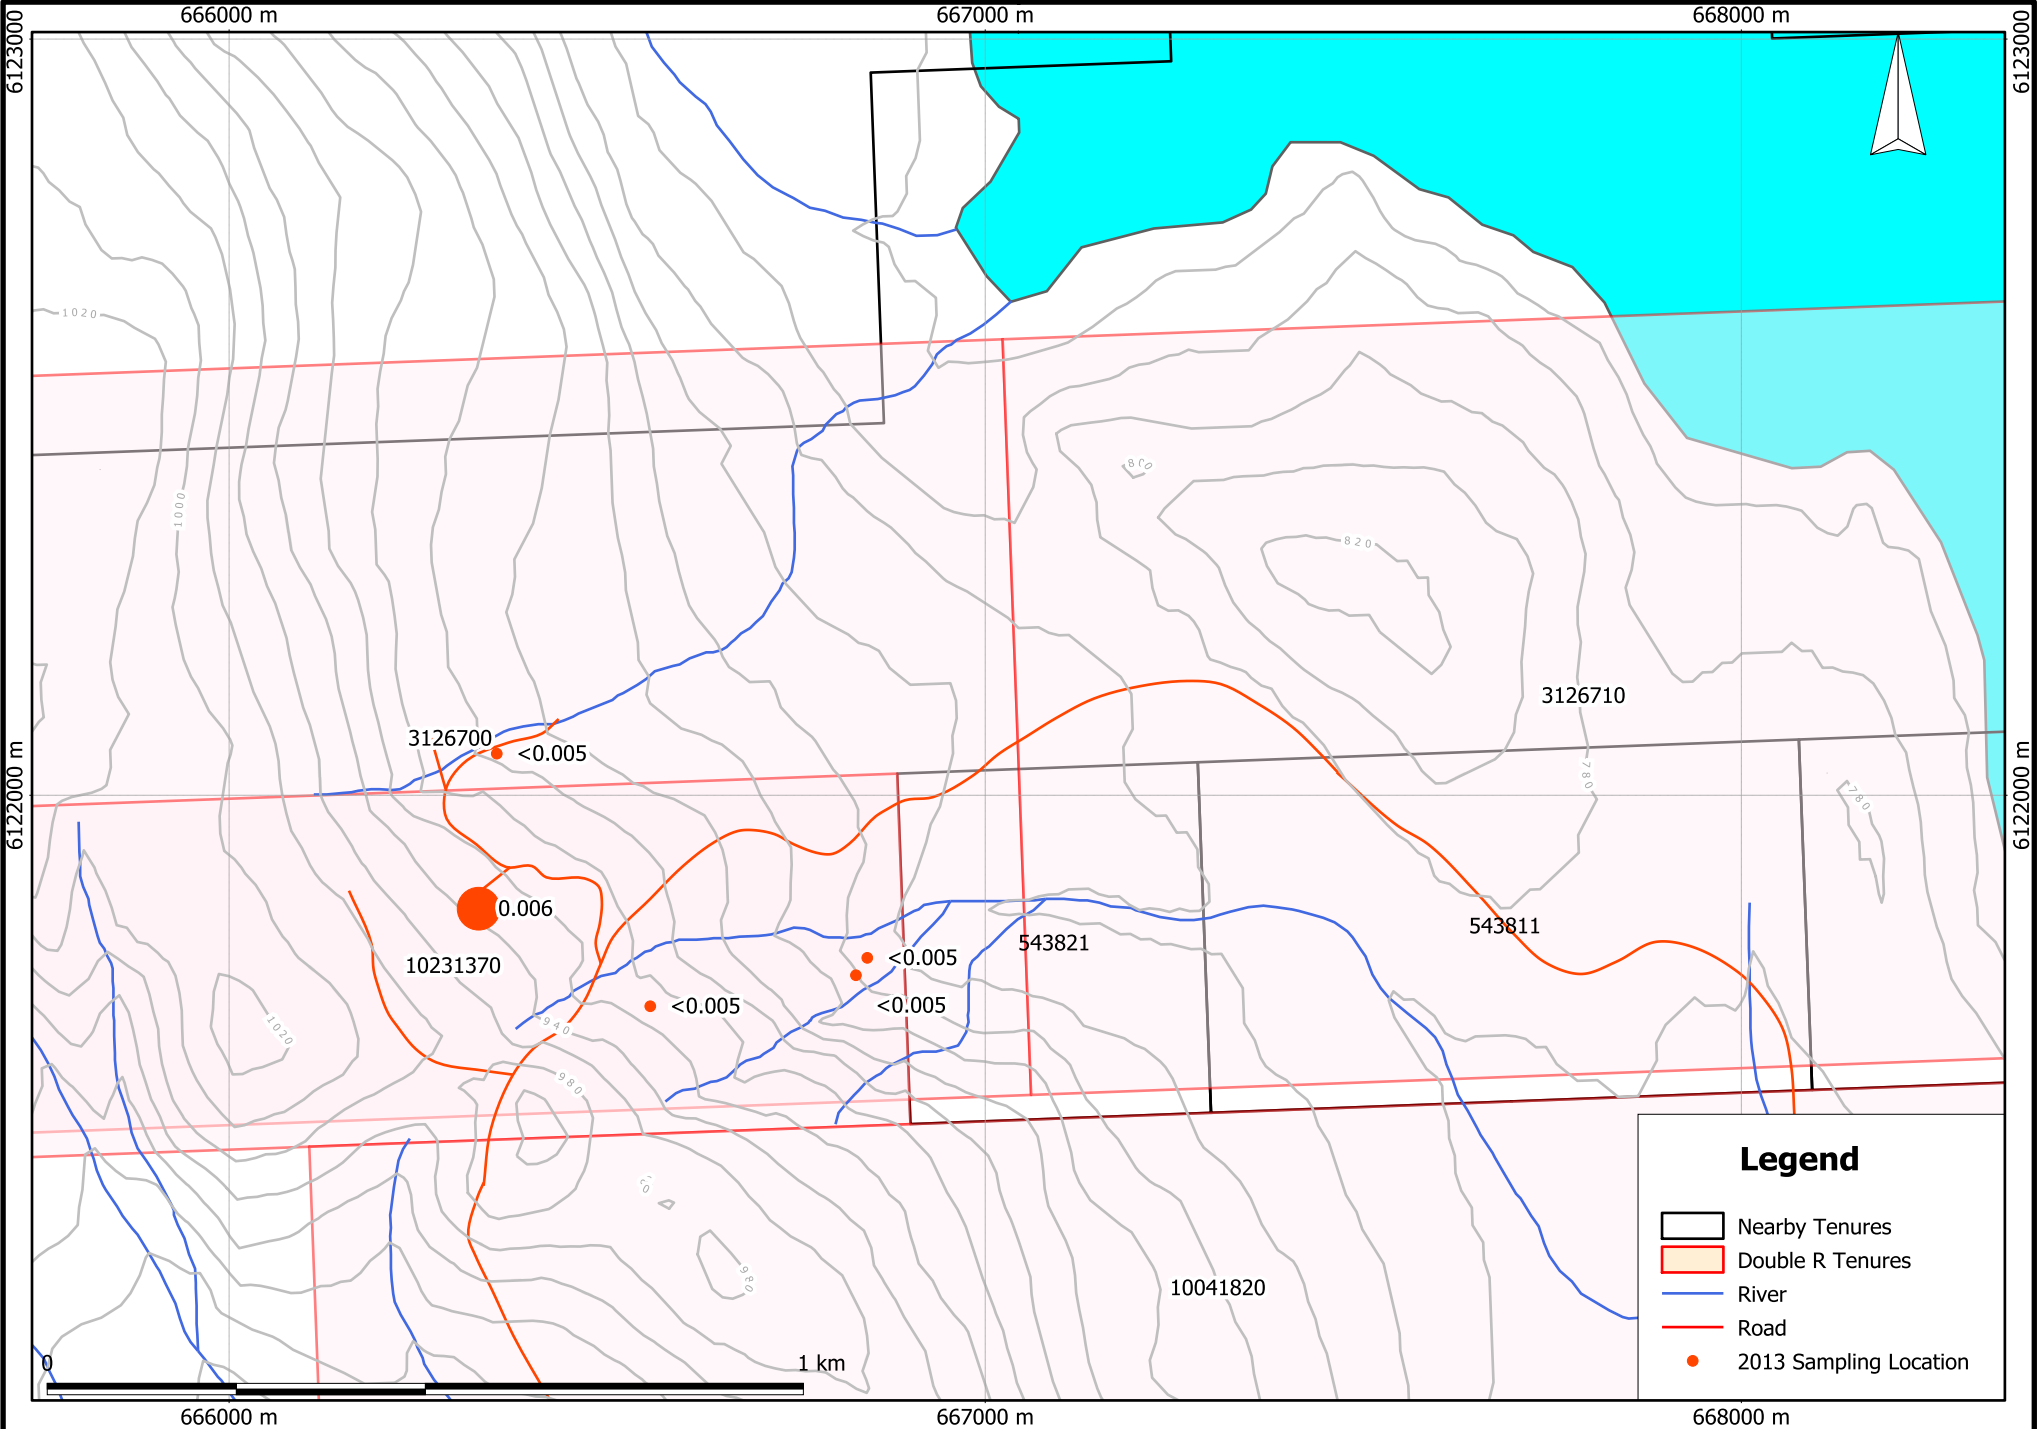 666000 m
667000 m
668000 m
6123000
6123000
1020
1000
820
3126710
3126700
<0.005
780
780
6122000 m
6122000 m
0.006
543811
543821
10231370
<0.005
<0.005
<0.005
1020
940
980
980
10041820
Legend
Nearby Tenures
Double R Tenures
River
Road
2013 Sampling Location
0
1 km
666000 m
667000 m
668000 m